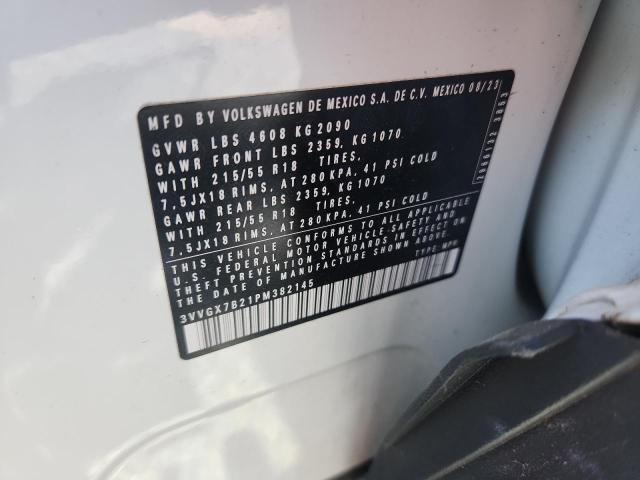 MFD BY VOLKSWAGEN DE MEXICO S.A. DE C.V. MEXICO 08/23
GVWR LBS 4608 KG 2090
GAWR FRONT LBS 2359, KG 1070
WITH 215/55 R18 TIRES,
7.5JX18 RIMS, AT 280 KPA, 41 PSI COLD
GAWR REAR LBS 2359, KG 1070
WITH 215/55 R18 TIRES,
7.5JX18 RIMS, AT 280 KPA, 41 PSI COLD
THIS VEHICLE CONFORMS TO ALL APPLICABLE
U.S. FEDERAL MOTOR VEHICLE SAFETY AND
THEFT PREVENTION STANDARDS IN EFFECT ON
THE DATE OF MANUFACTURE SHOWN ABOVE.
3VVGX7B21PM382145 TYPE: MPV
3063